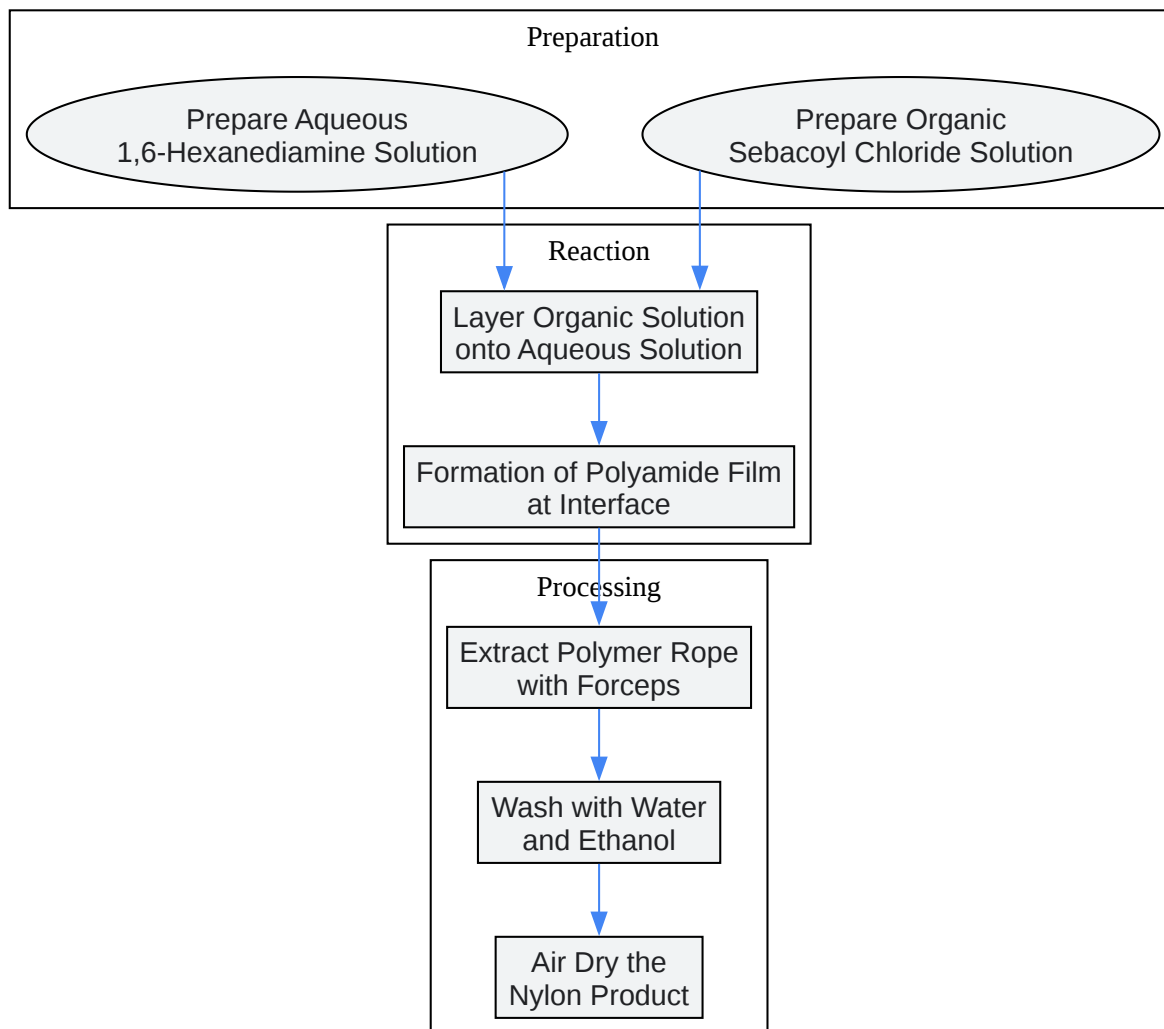 Preparation
Prepare Aqueous
1,6-Hexanediamine Solution
Prepare Organic
Sebacoyl Chloride Solution
Reaction
Layer Organic Solution
onto Aqueous Solution
Formation of Polyamide Film
at Interface
Processing
Extract Polymer Rope
with Forceps
Wash with Water
and Ethanol
Air Dry the
Nylon Product